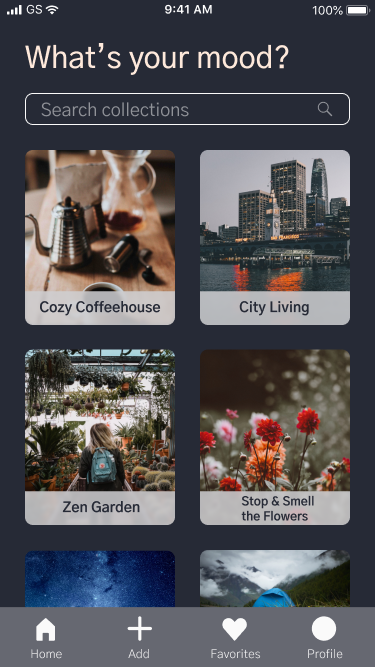 GS 9:41 AM 100%
What's your mood?
Search collections
Cozy Coffeehouse
City Living
Zen Garden
Stop & Smell
the Flowers
Home Add Favorites Profile